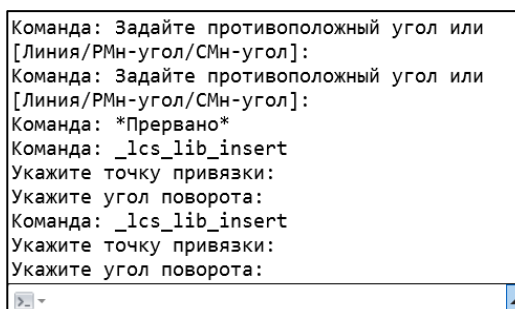 Команда: Задайте противоположный угол или
[Линия/РМн-угол/СМн-угол]:
Команда: Задайте противоположный угол или
[Линия/РМн-угол/СМн-угол]:
Команда: *Прервано*
Команда: _lcs_lib_insert
Укажите точку привязки:
Укажите угол поворота:
Команда: _lcs_lib_insert
Укажите точку привязки:
Укажите угол поворота: